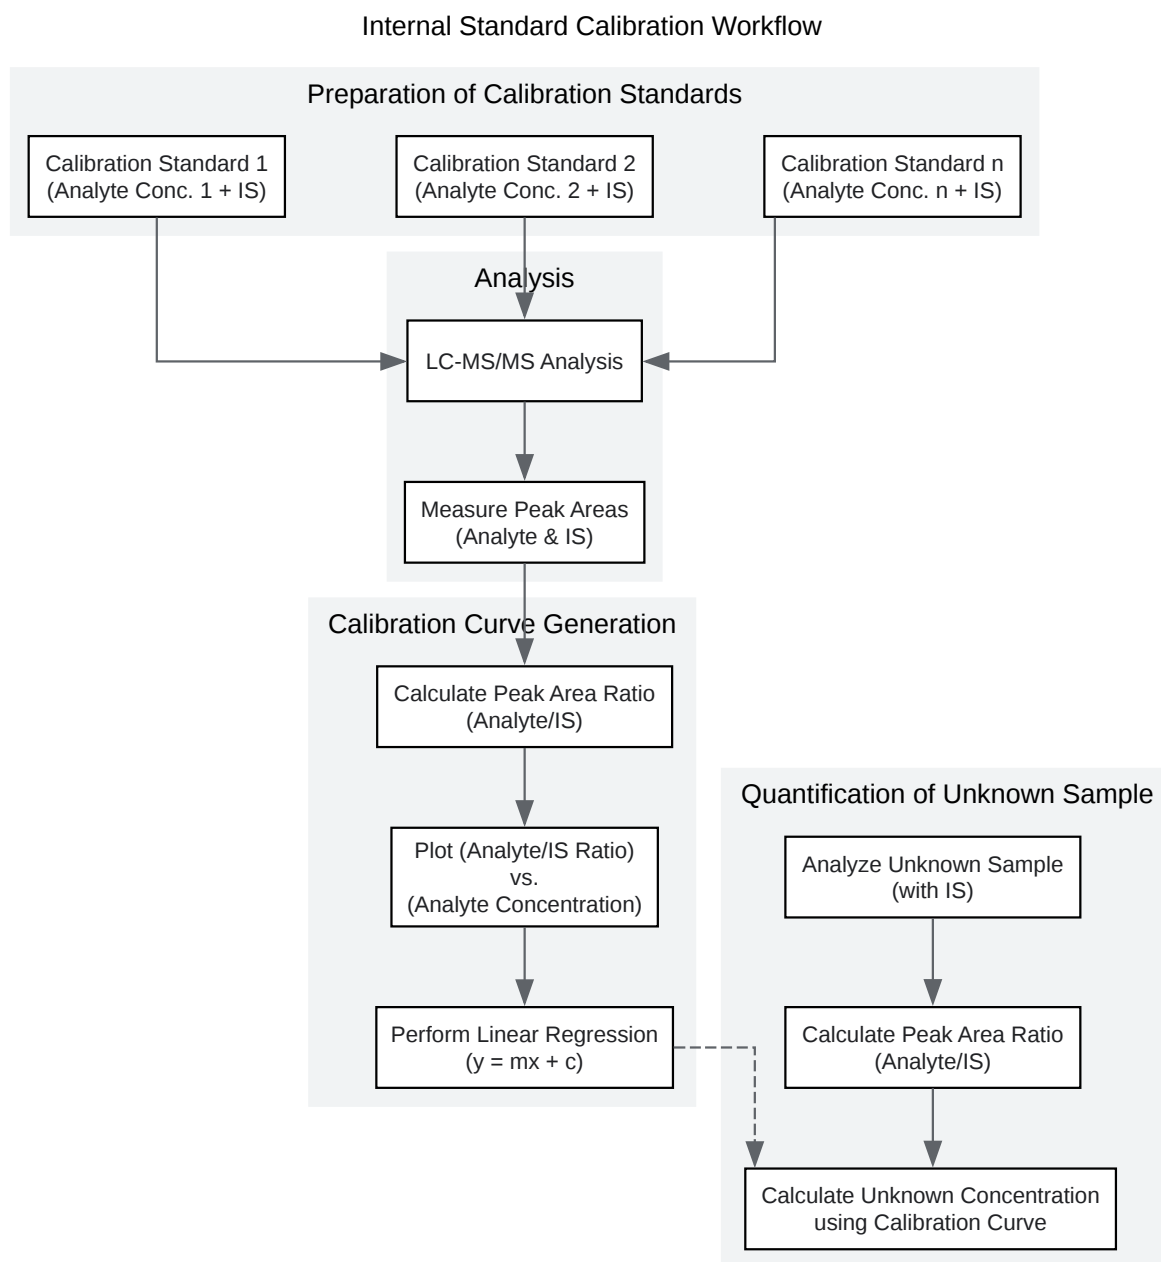 Internal Standard Calibration Workflow
Preparation of Calibration Standards
Calibration Standard 1
(Analyte Conc. 1 + IS)
Calibration Standard 2
(Analyte Conc. 2 + IS)
Calibration Standard n
(Analyte Conc. n + IS)
Analysis
LC-MS/MS Analysis
Measure Peak Areas
(Analyte & IS)
Calibration Curve Generation
Calculate Peak Area Ratio
(Analyte/IS)
Plot (Analyte/IS Ratio)
vs.
(Analyte Concentration)
Perform Linear Regression
(y = mx + c)
Quantification of Unknown Sample
Analyze Unknown Sample
(with IS)
Calculate Peak Area Ratio
(Analyte/IS)
Calculate Unknown Concentration
using Calibration Curve